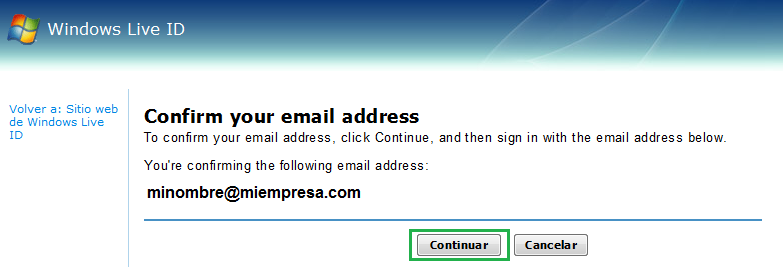 Windows Live ID
Volver a: Sitio web
de Windows Live
ID
Confirm your email address
To confirm your email address, click Continue, and then sign in with the email address below.
You're confirming the following email address:
minombre@miempresa.com
Continuar
Cancelar